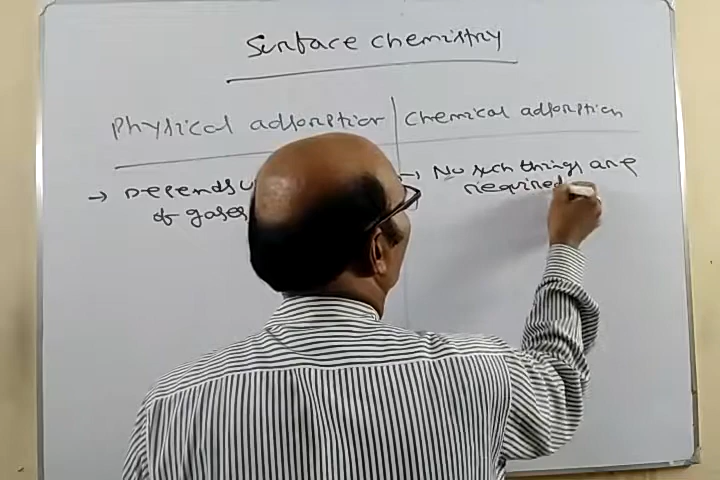 Surface chemistry
Physical adsorption
Chemical adsorption
→ Depends
of gases
→ No such things are
required